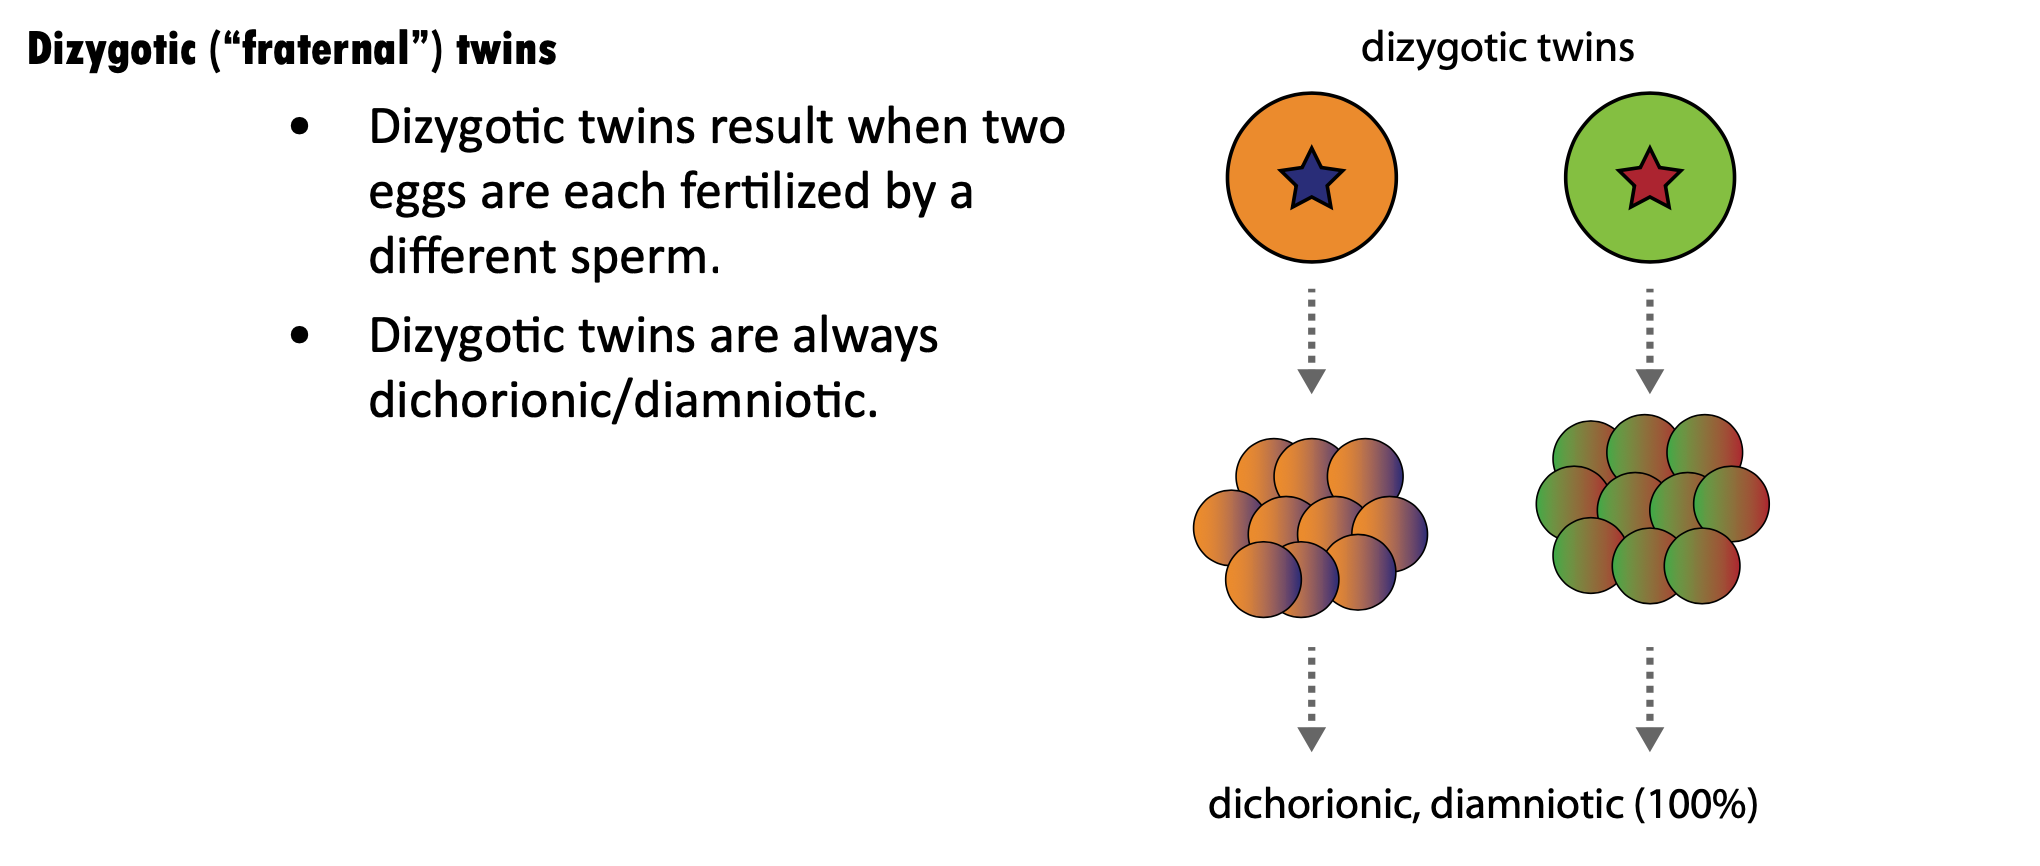 Dizygotic (“fraternal”) twins
• Dizygotic twins result when two
eggs are each fertilized by a
different sperm.
• Dizygotic twins are always
dichorionic/diamniotic.
dizygotic twins
dichorionic, diamniotic (100%)